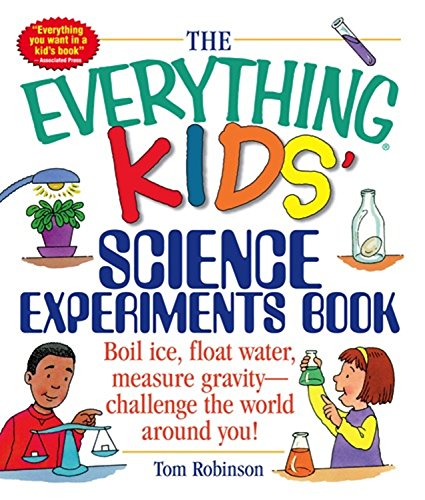 "Everything
you want in a
kid's book"
—Associated Press
THE
EVERYTHING®
KIDS'
SCIENCE
EXPERIMENTS BOOK
Boil ice, float water,
measure gravity—
challenge the world
around you!
Tom Robinson